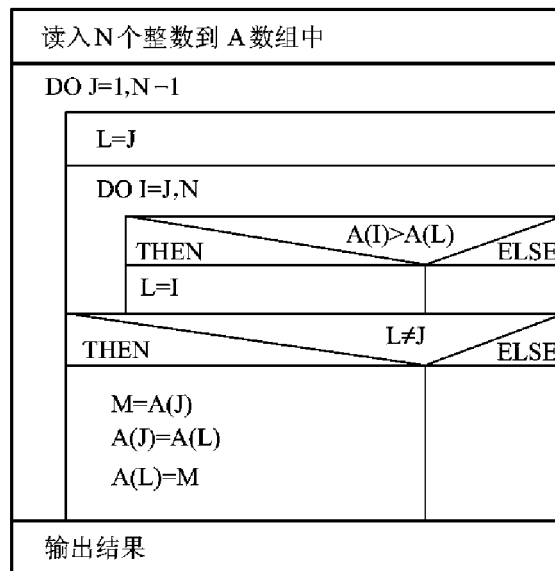 读入N个整数到 A 数组中
DO J=1,N-1
L=J
DO I=J,N
A(I)>A(L)
THEN
ELSE
L=I
L≠J
THEN
ELSE
M=A(J)
A(J)=A(L)
A(L)=M
输出结果